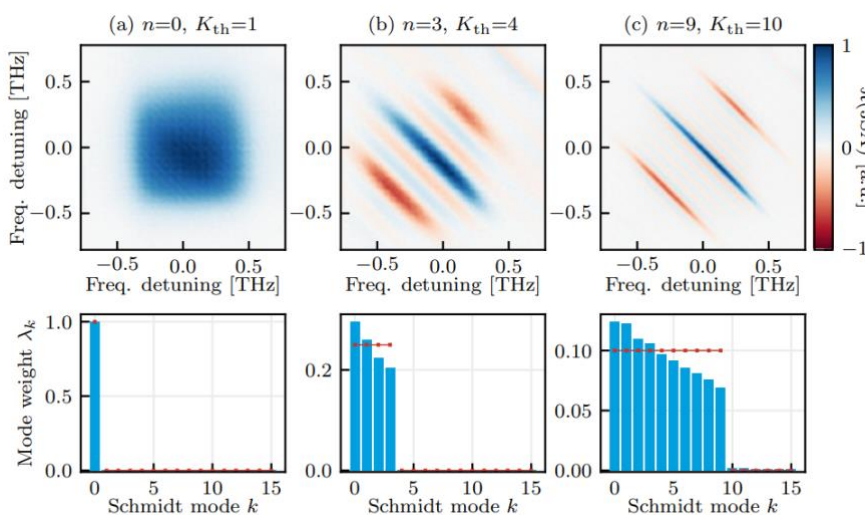 (a) n=0, K_th=1 (b) n=3, K_th=4 (c) n=9, K_th=10
Freq. detuning [THz]
0.5
0.0
−0.5
0.5
0.0
−0.5
0.5
0.0
−0.5
1
0
−1
−0.5 0.0 0.5 −0.5 0.0 0.5 −0.5 0.0 0.5
Freq. detuning [THz] Freq. detuning [THz] Freq. detuning [THz]
Mode weight λ_k
1.0
0.5
0.0
0.2
0.0
0.10
0.05
0.00
0 5 10 15 0 5 10 15 0 5 10 15
Schmidt mode k Schmidt mode k Schmidt mode k